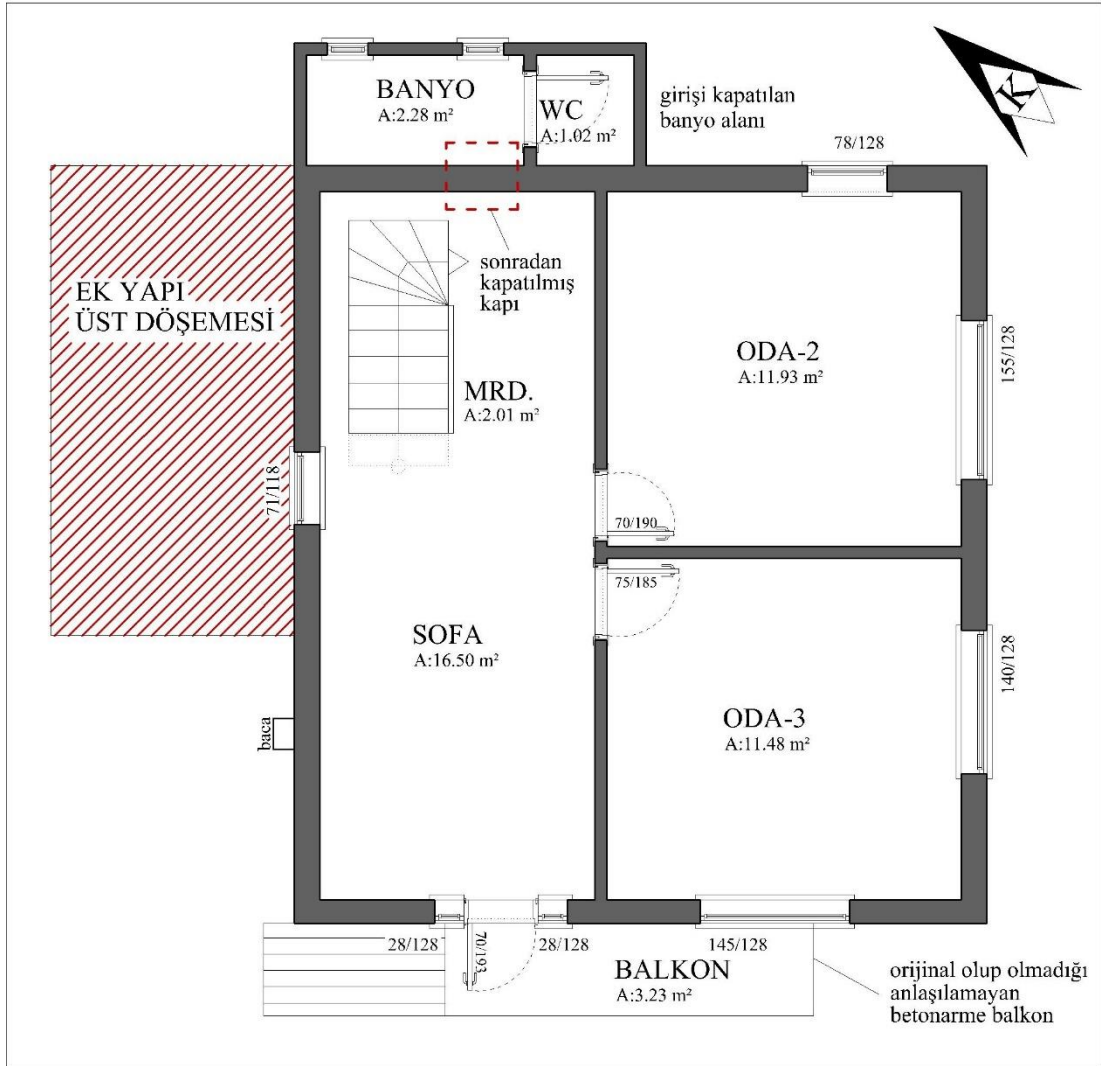 BANYO
A:2.28 m²
WC
A:1.02 m²
girişi kapatılan
banyo alanı
K
78/128
EK YAPI
ÜST DÖŞEMESİ
sonradan
kapatılmış
kapı
MRD.
A:2.01 m²
ODA-2
A:11.93 m²
155/128
71/118
70/190
75/185
SOFA
A:16.50 m²
140/128
ODA-3
A:11.48 m²
baca
28/128
70/193
28/128
145/128
BALKON
A:3.23 m²
orijinal olup olmadığı
anlaşılamayan
betonarme balkon